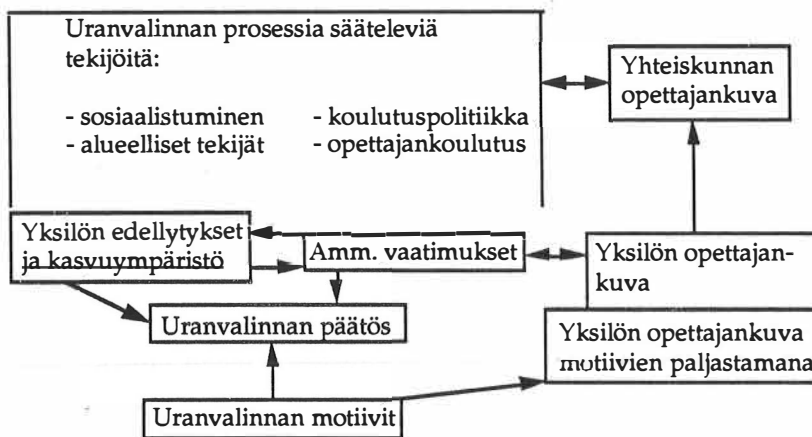 Uranvalinnan prosessia sääteleviä
tekijöitä:
- sosiaalistuminen - koulutuspolitiikka
- alueelliset tekijät - opettajankoulutus
Yhteiskunnan
opettajankuva
Yksilön edellytykset
ja kasvuympäristö
Amm. vaatimukset
Yksilön opettajan-
kuva
Uranvalinnan päätös
Yksilön opettajankuva
motiivien paljastamana
Uranvalinnan motiivit